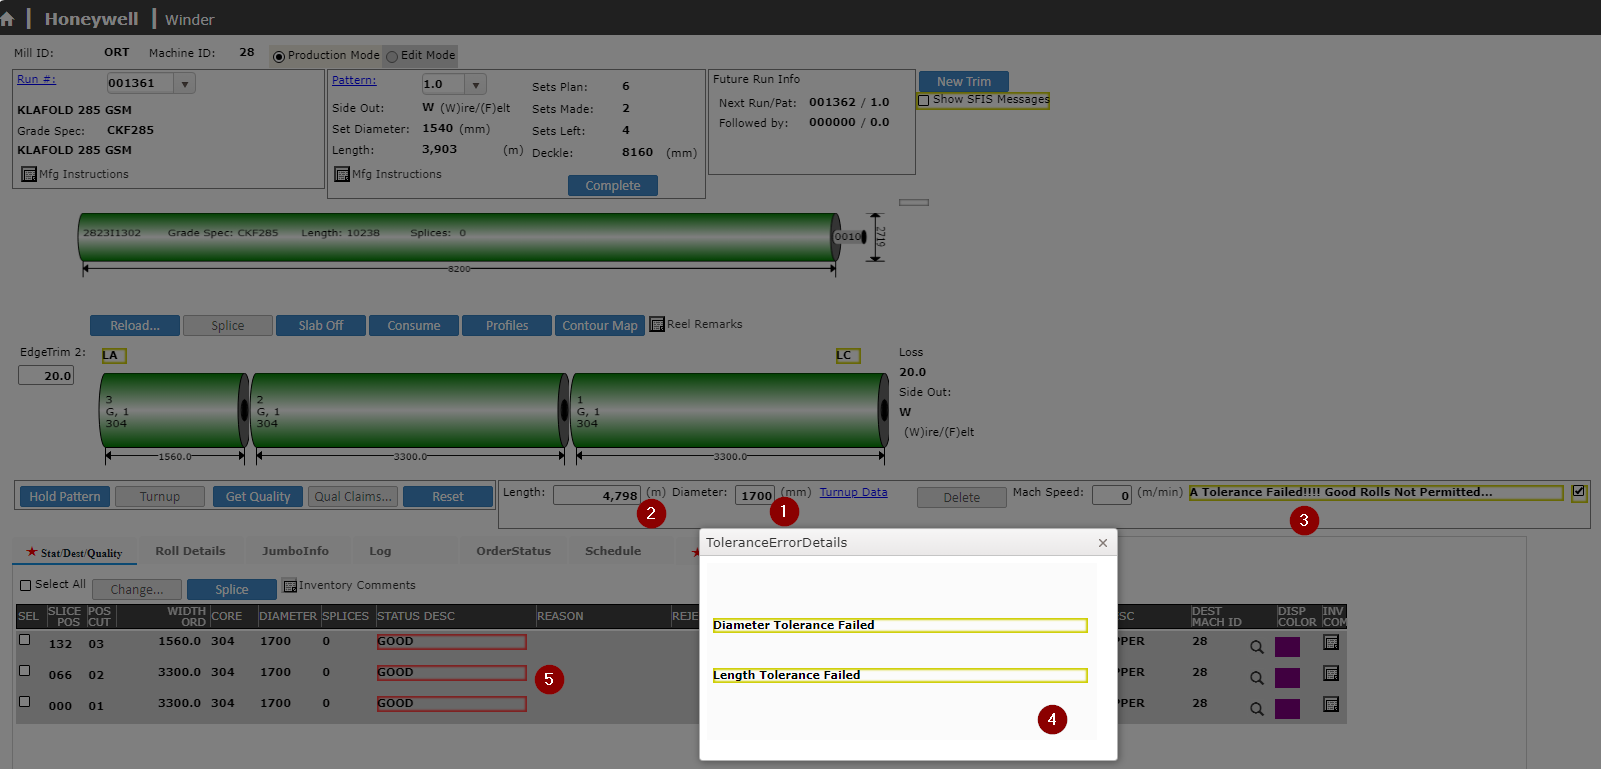 Honeywell Winder
Mill ID: ORT Machine ID: 28 Production Mode Edit Mode
Run #: 001361
KLAFOLD 285 GSM
Grade Spec: CKF285
KLAFOLD 285 GSM
Mfg Instructions
Pattern: 1.0 Sets Plan: 6
Side Out: W (W)ire/(F)elt Sets Made: 2
Set Diameter: 1540 (mm) Sets Left: 4
Length: 3,903 (m) Deckle: 8160 (mm)
Mfg Instructions
Complete
Future Run Info
Next Run/Pat: 001362 / 1.0
Followed by: 000000 / 0.0
New Trim
Show SFIS Messages
2823I1302 Grade Spec: CKF285 Length: 10238 Splices: 0
0010
2719
8200
Reload... Splice Slab Off Consume Profiles Contour Map Reel Remarks
EdgeTrim 2: LA LC Loss
20.0 20.0
3 2 1 Side Out:
G, 1 G, 1 G, 1 W
304 304 304 (W)ire/(F)elt
1560.0 3300.0 3300.0
Hold Pattern Turnup Get Quality Qual Claims... Reset
Length: 4,798 (m) Diameter: 1700 (mm) Turnup Data Delete Mach Speed: 0 (m/min) A Tolerance Failed!!!! Good Rolls Not Permitted...
2 1 3
Stat/Dest/Quality Roll Details JumboInfo Log OrderStatus Schedule
ToleranceErrorDetails
Diameter Tolerance Failed
Length Tolerance Failed
4
Select All Change... Splice Inventory Comments
SEL SLICE POS POS CUT WIDTH ORD CORE DIAMETER SPLICES STATUS DESC REASON REJE SC DEST MACH ID DISP COLOR INV COM
132 03 1560.0 304 1700 0 GOOD PPER 28
066 02 3300.0 304 1700 0 GOOD PPER 28
5
000 01 3300.0 304 1700 0 GOOD PPER 28